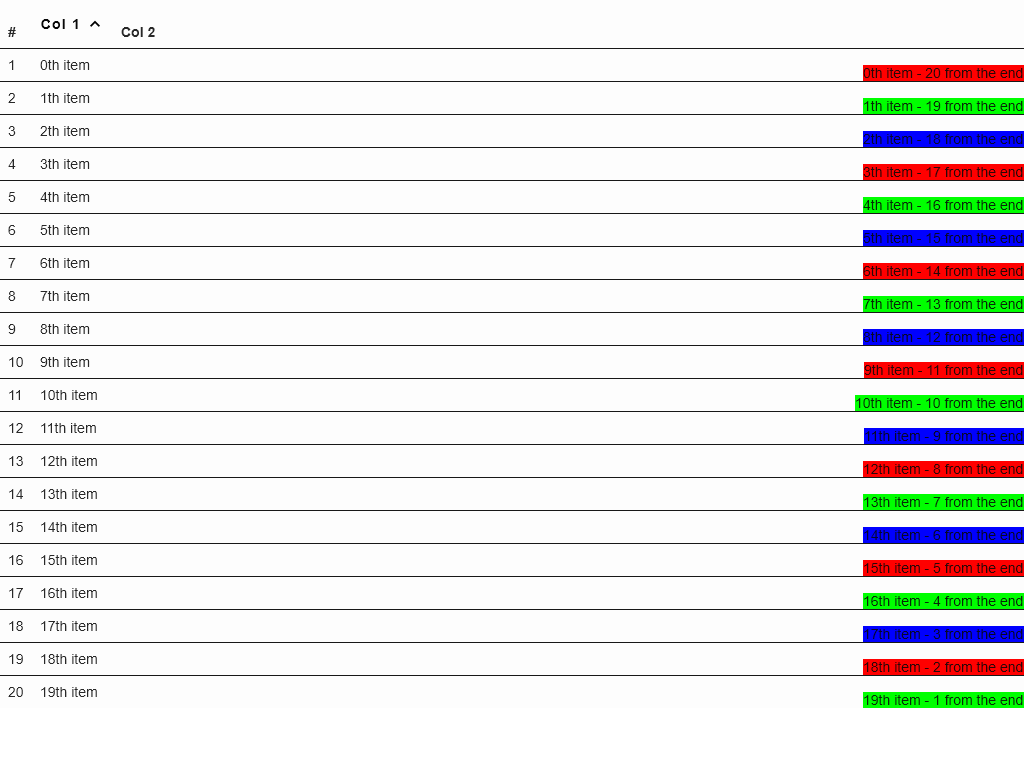 # Col 1 Col 2
1 0th item 0th item - 20 from the end
2 1th item 1th item - 19 from the end
3 2th item 2th item - 18 from the end
4 3th item 3th item - 17 from the end
5 4th item 4th item - 16 from the end
6 5th item 5th item - 15 from the end
7 6th item 6th item - 14 from the end
8 7th item 7th item - 13 from the end
9 8th item 8th item - 12 from the end
10 9th item 9th item - 11 from the end
11 10th item 10th item - 10 from the end
12 11th item 11th item - 9 from the end
13 12th item 12th item - 8 from the end
14 13th item 13th item - 7 from the end
15 14th item 14th item - 6 from the end
16 15th item 15th item - 5 from the end
17 16th item 16th item - 4 from the end
18 17th item 17th item - 3 from the end
19 18th item 18th item - 2 from the end
20 19th item 19th item - 1 from the end